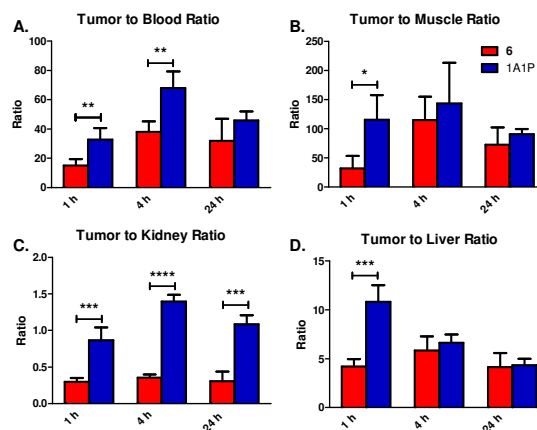 A. Tumor to Blood Ratio
Ratio
100
80
60
40
20
0
**
**
1 h
4 h
24 h
B. Tumor to Muscle Ratio
Ratio
250
200
150
100
50
0
*
6
1A1P
1 h
4 h
24 h
C. Tumor to Kidney Ratio
Ratio
2.0
1.5
1.0
0.5
0.0
***
****
***
1 h
4 h
24 h
D. Tumor to Liver Ratio
Ratio
15
10
5
0
***
1 h
4 h
24 h